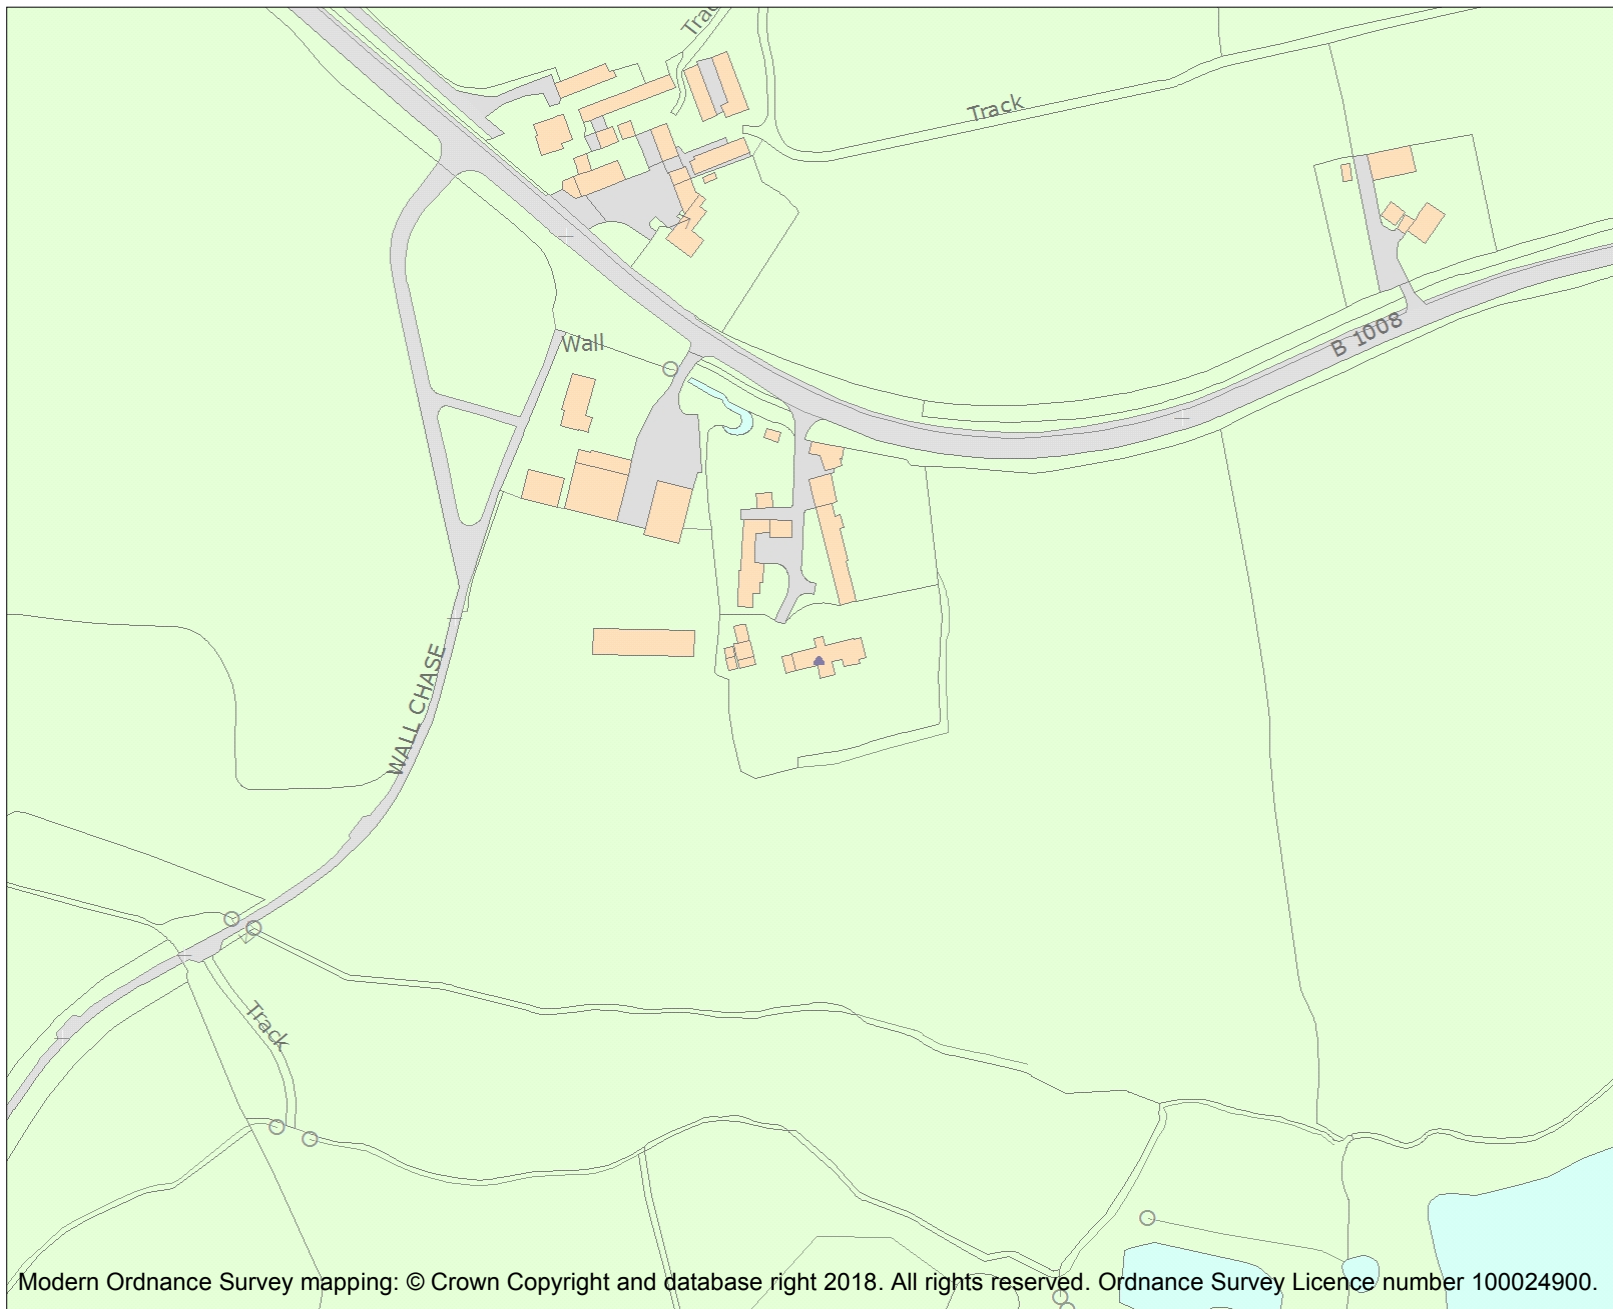 Trac
Track
B 1008
Wall
WALL CHASE
Track
Modern Ordnance Survey mapping: © Crown Copyright and database right 2018. All rights reserved. Ordnance Survey Licence number 100024900.